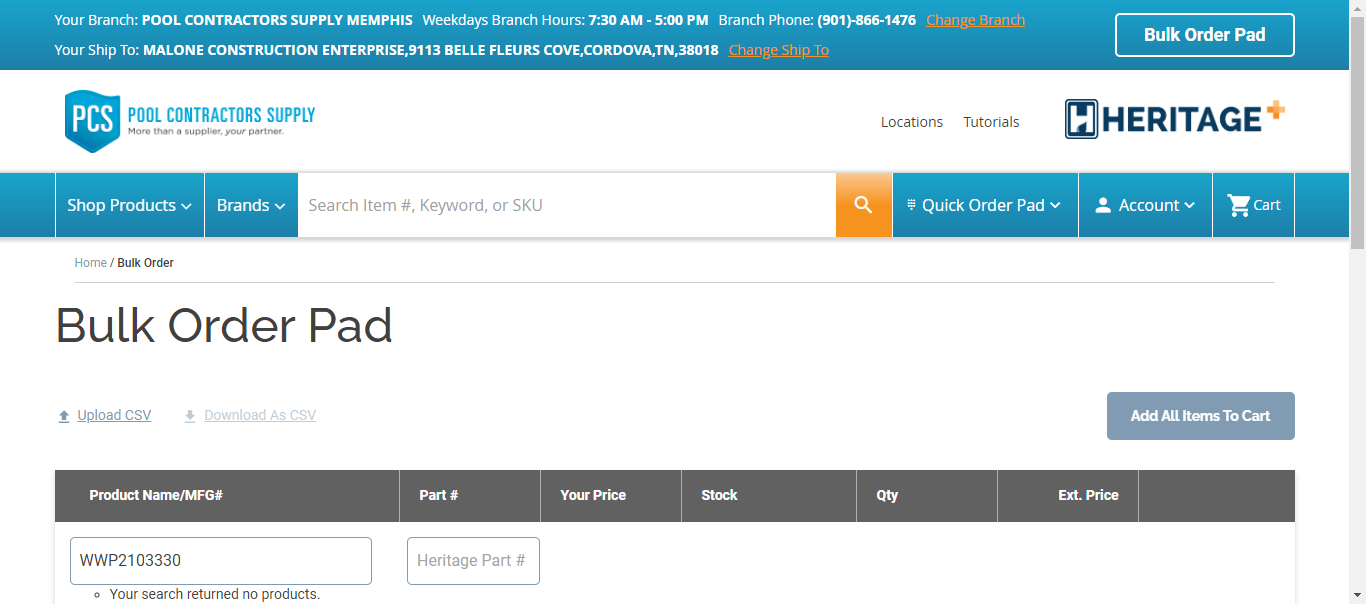 Your Branch: POOL CONTRACTORS SUPPLY MEMPHIS Weekdays Branch Hours: 7:30 AM - 5:00 PM Branch Phone: (901)-866-1476 Change Branch
Your Ship To: MALONE CONSTRUCTION ENTERPRISE,9113 BELLE FLEURS COVE,CORDOVA,TN,38018 Change Ship To
Bulk Order Pad
PCS POOL CONTRACTORS SUPPLY
More than a supplier, your partner.
Locations Tutorials
HERITAGE+
Shop Products Brands Search Item #, Keyword, or SKU Quick Order Pad Account Cart
Home / Bulk Order
Bulk Order Pad
Upload CSV Download As CSV Add All Items To Cart
Product Name/MFG# Part # Your Price Stock Qty Ext. Price
WWP2103330 Heritage Part #
Your search returned no products.